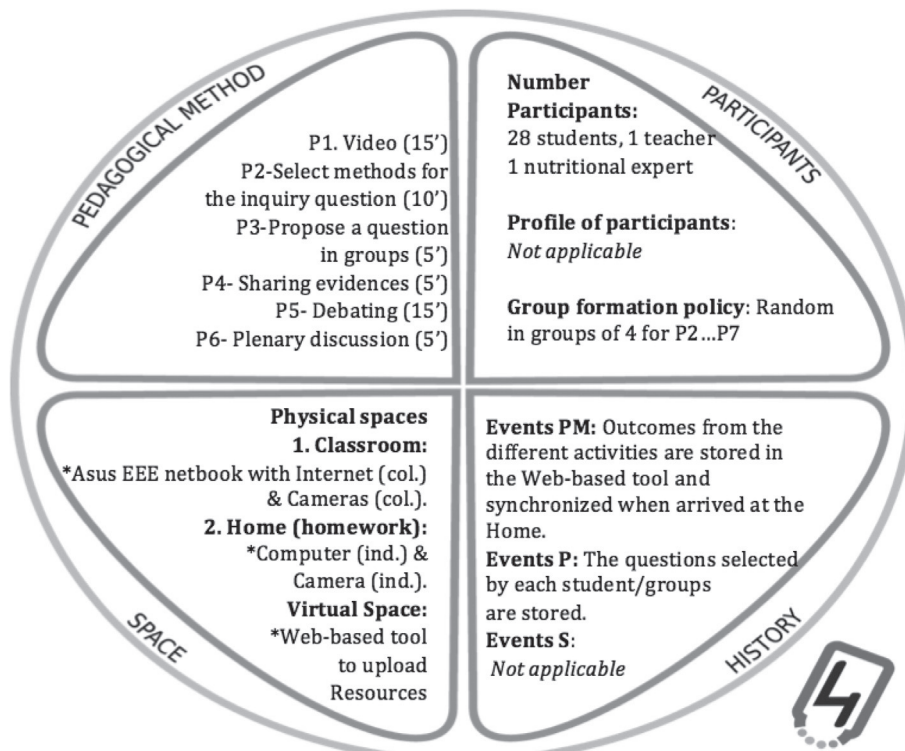 PEDAGOGICAL METHOD
P1. Video (15’)
P2-Select methods for
the inquiry question (10’)
P3-Propose a question
in groups (5’)
P4- Sharing evidences (5’)
P5- Debating (15’)
P6- Plenary discussion (5’)
PARTICIPANTS
Number
Participants:
28 students, 1 teacher
1 nutritional expert
Profile of participants:
Not applicable
Group formation policy: Random
in groups of 4 for P2...P7
SPACE
Physical spaces
1. Classroom:
*Asus EEE netbook with Internet (col.)
& Cameras (col.).
2. Home (homework):
*Computer (ind.) &
Camera (ind.).
Virtual Space:
*Web-based tool
to upload
Resources
HISTORY
Events PM: Outcomes from the
different activities are stored in
the Web-based tool and
synchronized when arrived at the
Home.
Events P: The questions selected
by each student/groups
are stored.
Events S:
Not applicable
4